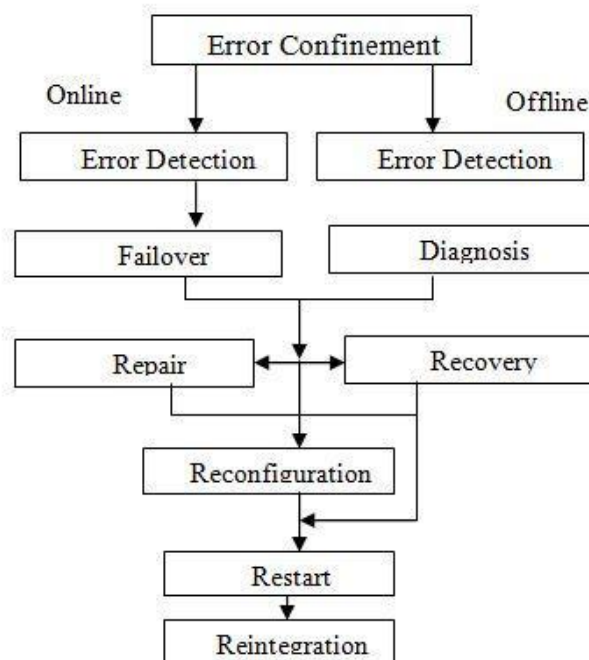 Error Confinement
Online
Offline
Error Detection
Error Detection
Failover
Diagnosis
Repair
Recovery
Reconfiguration
Restart
Reintegration